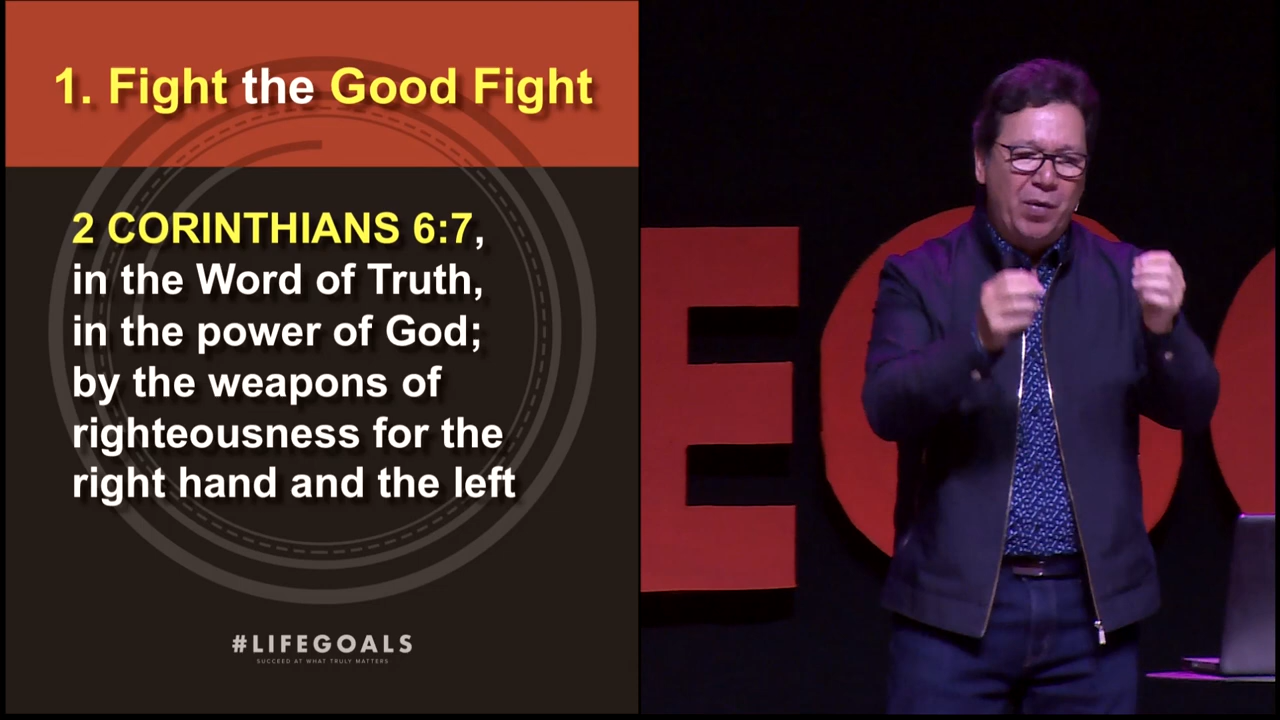 1. Fight the Good Fight
2 CORINTHIANS 6:7,
in the Word of Truth,
in the power of God;
by the weapons of
righteousness for the
right hand and the left
#LIFEGOALS
SUCCEED AT WHAT TRULY MATTERS
EGO